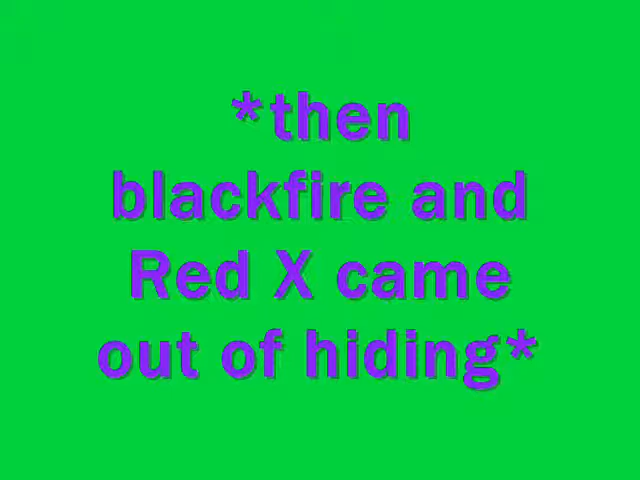 *then
blackfire and
Red X came
out of hiding*